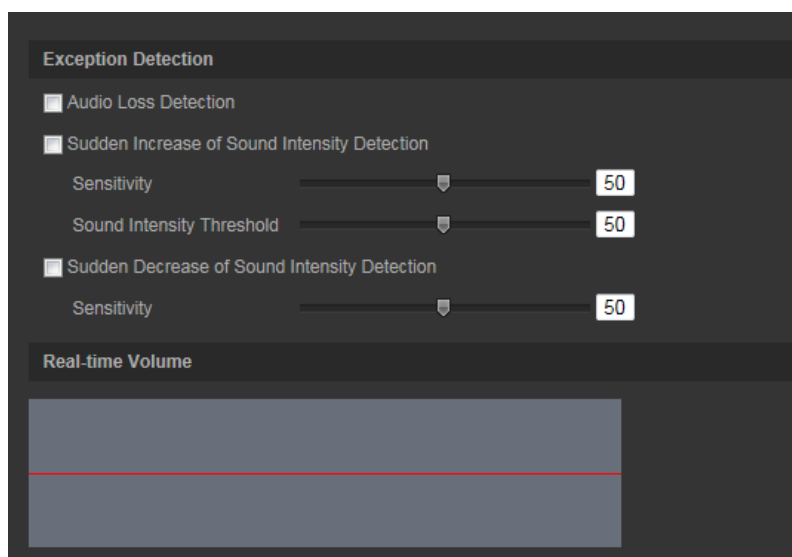 Exception Detection
Audio Loss Detection
Sudden Increase of Sound Intensity Detection
Sensitivity 50
Sound Intensity Threshold 50
Sudden Decrease of Sound Intensity Detection
Sensitivity 50
Real-time Volume